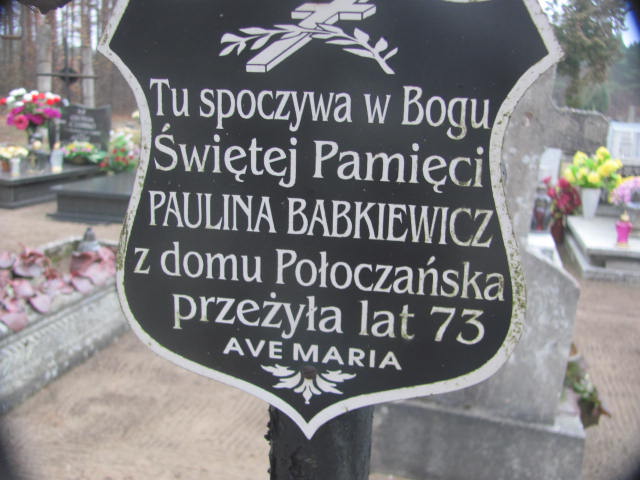 Tu spoczywa w Bogu
Świętej Pamięci
PAULINA BABKIEWICZ
z domu Połoczańska
przeżyła lat 73
AVE MARIA